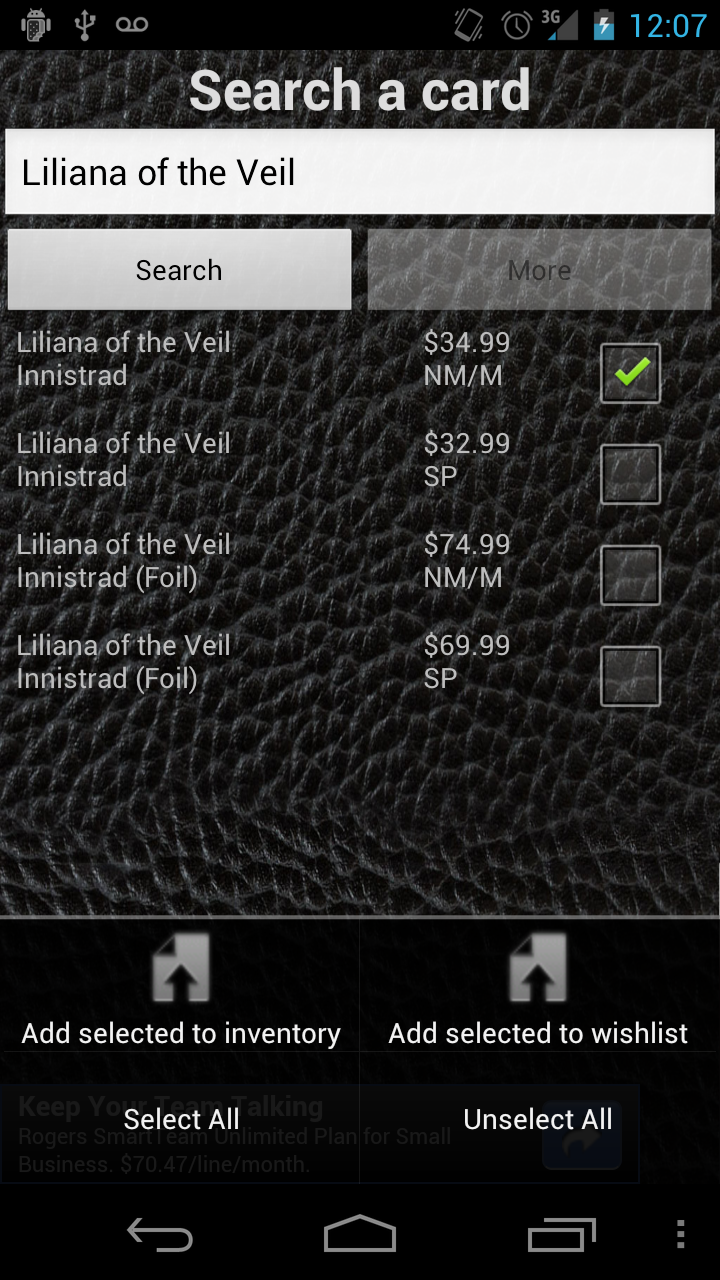 3G 12:07
Search a card
Liliana of the Veil
Search More
Liliana of the Veil $34.99
Innistrad NM/M
Liliana of the Veil $32.99
Innistrad SP
Liliana of the Veil $74.99
Innistrad (Foil) NM/M
Liliana of the Veil $69.99
Innistrad (Foil) SP
Add selected to inventory Add selected to wishlist
Keep Your Team Talking
Select All Unselect All
Rogers SmartTeam Unlimited Plan for Small
Business. $70.47/line/month.